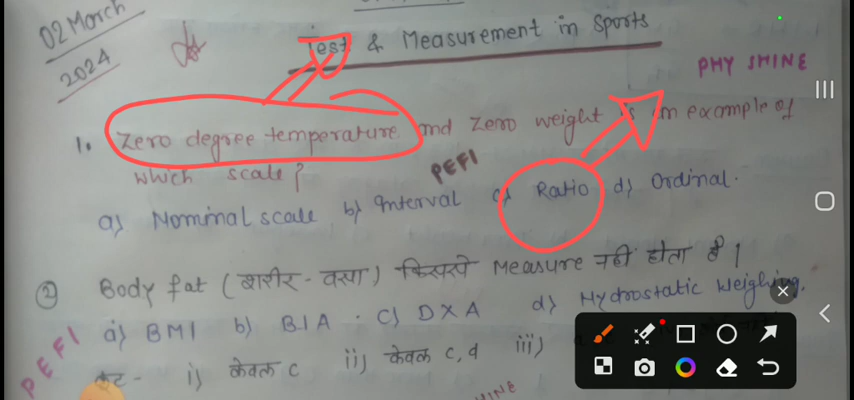 02 March
2024
Test & Measurement in Sports
PHY SHINE
1. Zero degree temperature and Zero weight is an example of
which scale?
PEFI
a) Nominal scale b) Interval c) Ratio d) Ordinal.
② Body fat (शरीर - वसा) किससे Measure नहीं होता है |
a) BMI b) BIA . C) DXA d) Hydrostatic Weighing.
PEFI
कूट - i) केवल c ii) केवल c, d iii)
SHINE